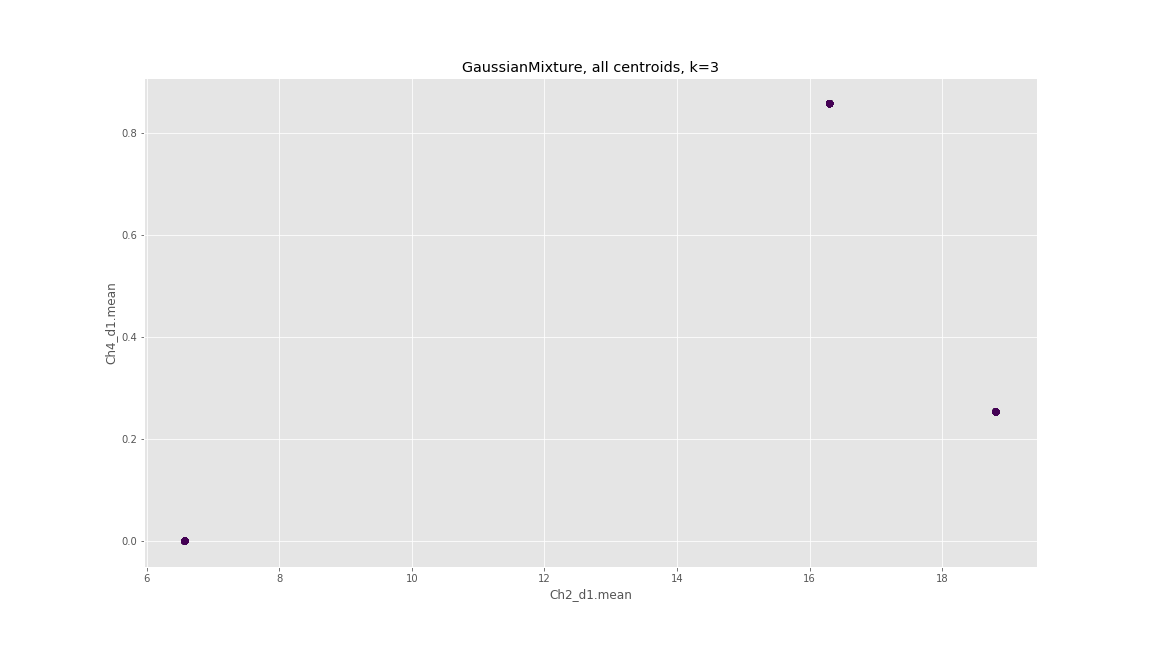 GaussianMixture, all centroids, k=3
0.8
0.6
0.4
0.2
0.0
Ch4_d1.mean
6 8 10 12 14 16 18
Ch2_d1.mean